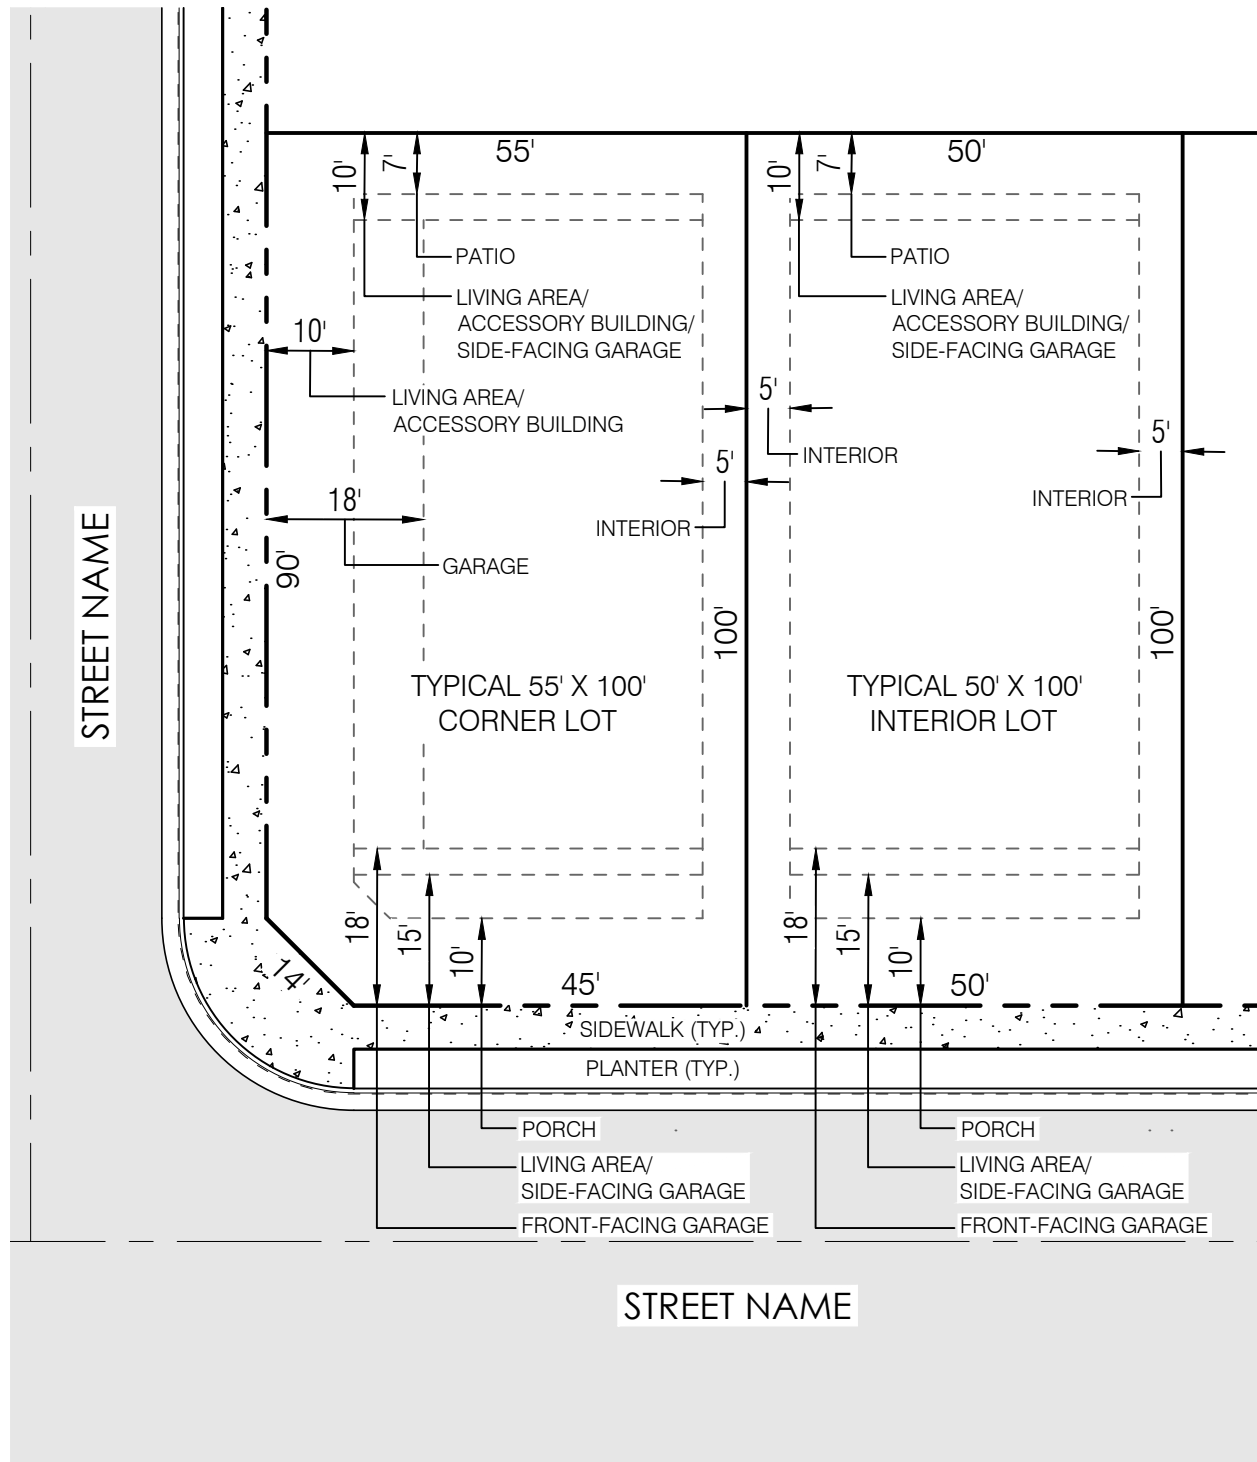 55'
50'
10'
7'
10'
7'
PATIO
LIVING AREA/
ACCESSORY BUILDING/
SIDE-FACING GARAGE
PATIO
LIVING AREA/
ACCESSORY BUILDING/
SIDE-FACING GARAGE
10'
LIVING AREA/
ACCESSORY BUILDING
5'
INTERIOR
5'
INTERIOR
5'
INTERIOR
18'
GARAGE
90'
STREET NAME
100'
100'
TYPICAL 55' X 100'
CORNER LOT
TYPICAL 50' X 100'
INTERIOR LOT
18'
15'
10'
18'
15'
10'
14'
45'
50'
SIDEWALK (TYP.)
PLANTER (TYP.)
PORCH
LIVING AREA/
SIDE-FACING GARAGE
FRONT-FACING GARAGE
PORCH
LIVING AREA/
SIDE-FACING GARAGE
FRONT-FACING GARAGE
STREET NAME